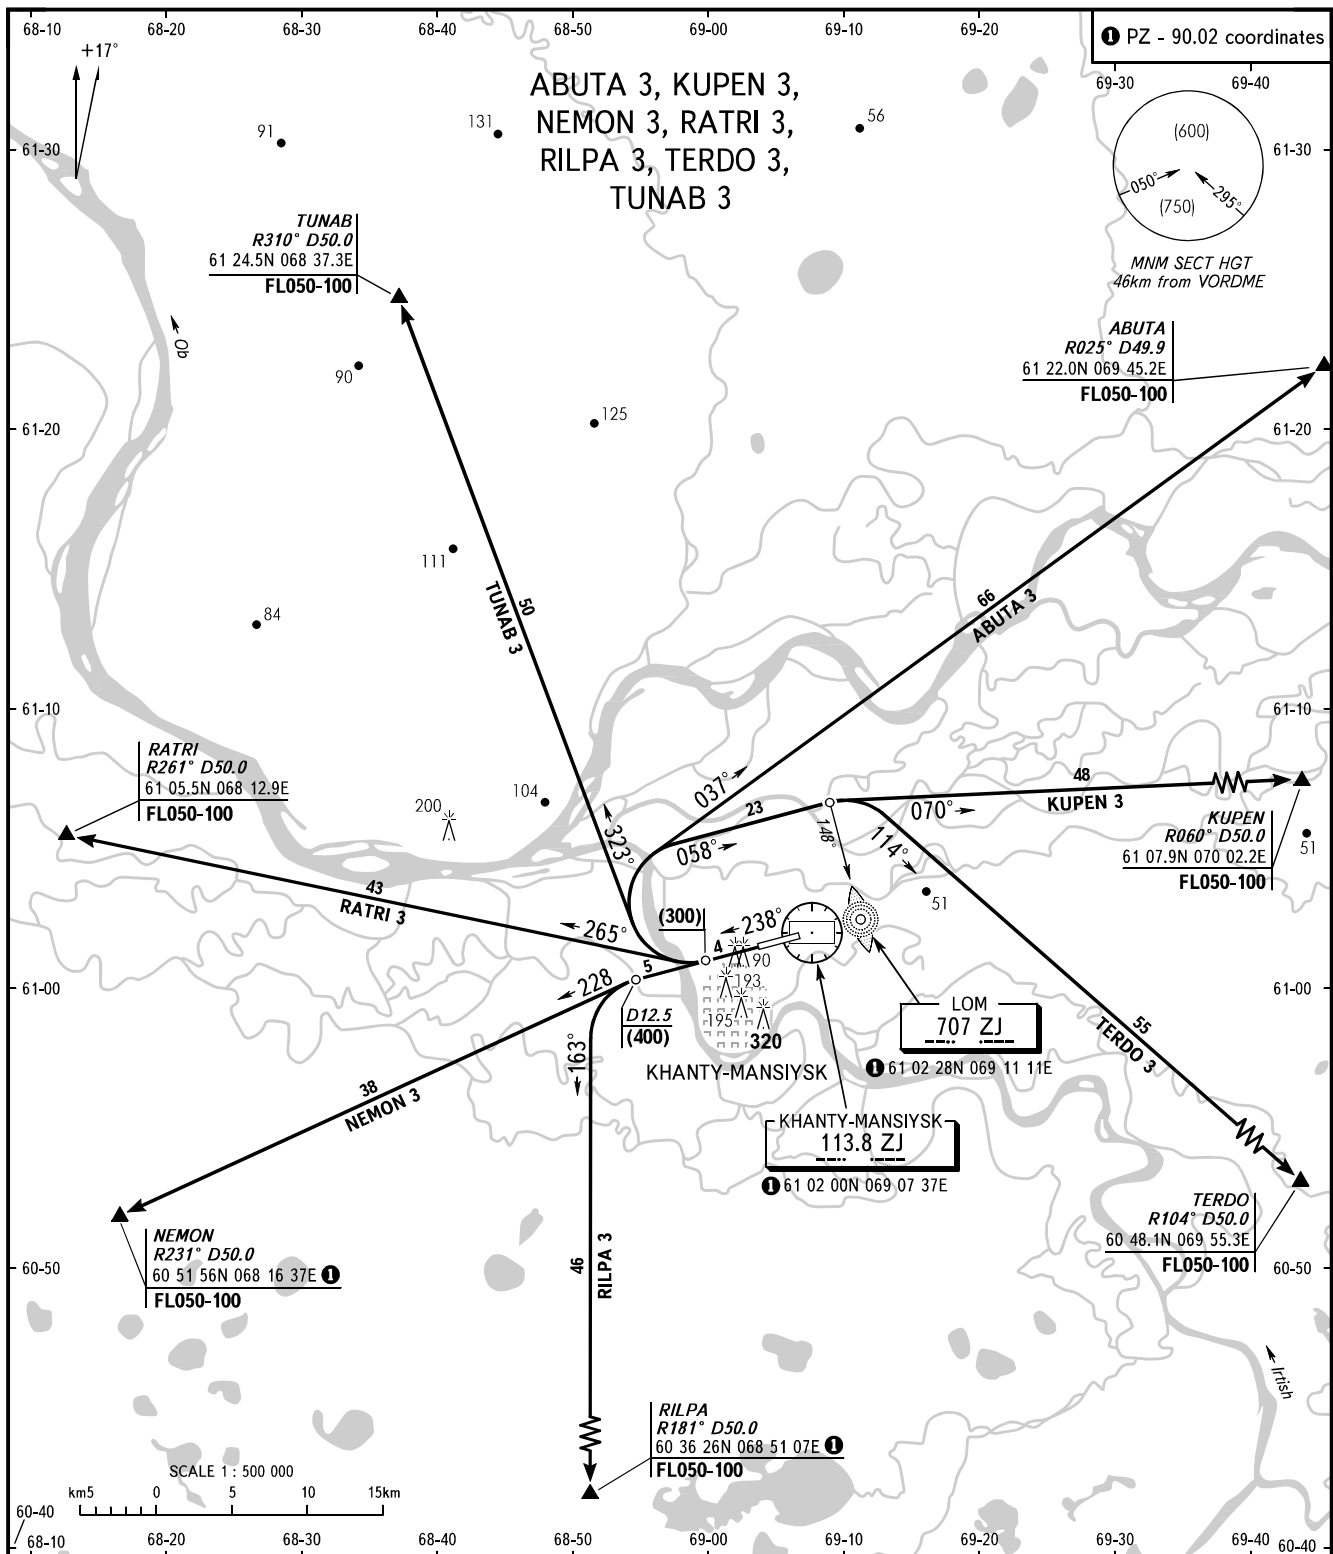 68-10
68-20
68-30
68-40
68-50
69-00
69-10
69-20
❶ PZ - 90.02 coordinates
69-30
69-40
+17°
ABUTA 3, KUPEN 3,
NEMON 3, RATRI 3,
RILPA 3, TERDO 3,
TUNAB 3
91
131
56
61-30
61-30
(600)
050°
295°
(750)
MNM SECT HGT
46km from VORDME
TUNAB
R310° D50.0
61 24.5N 068 37.3E
FL050-100
Ob
ABUTA
R025° D49.9
61 22.0N 069 45.2E
FL050-100
90
125
61-20
61-20
111
84
50
TUNAB 3
66
ABUTA 3
61-10
61-10
RATRI
R261° D50.0
61 05.5N 068 12.9E
FL050-100
200
104
323°
037°
23
058°
148°
114°
070°
48
KUPEN 3
KUPEN
R060° D50.0
61 07.9N 070 02.2E
FL050-100
51
51
43
RATRI 3
265°
(300)
238°
4
90
193
195
320
5
228
D12.5
(400)
163°
61-00
61-00
KHANTY-MANSIYSK
LOM
707 ZJ
❶ 61 02 28N 069 11 11E
KHANTY-MANSIYSK
113.8 ZJ
❶ 61 02 00N 069 07 37E
55
TERDO 3
38
NEMON 3
TERDO
R104° D50.0
60 48.1N 069 55.3E
FL050-100
NEMON
R231° D50.0
60 51 56N 068 16 37E ❶
FL050-100
60-50
60-50
46
RILPA 3
Irtish
RILPA
R181° D50.0
60 36 26N 068 51 07E ❶
FL050-100
SCALE 1 : 500 000
km5
0
5
10
15km
60-40
68-10
68-20
68-30
68-40
68-50
69-00
69-10
69-20
69-30
69-40
60-40